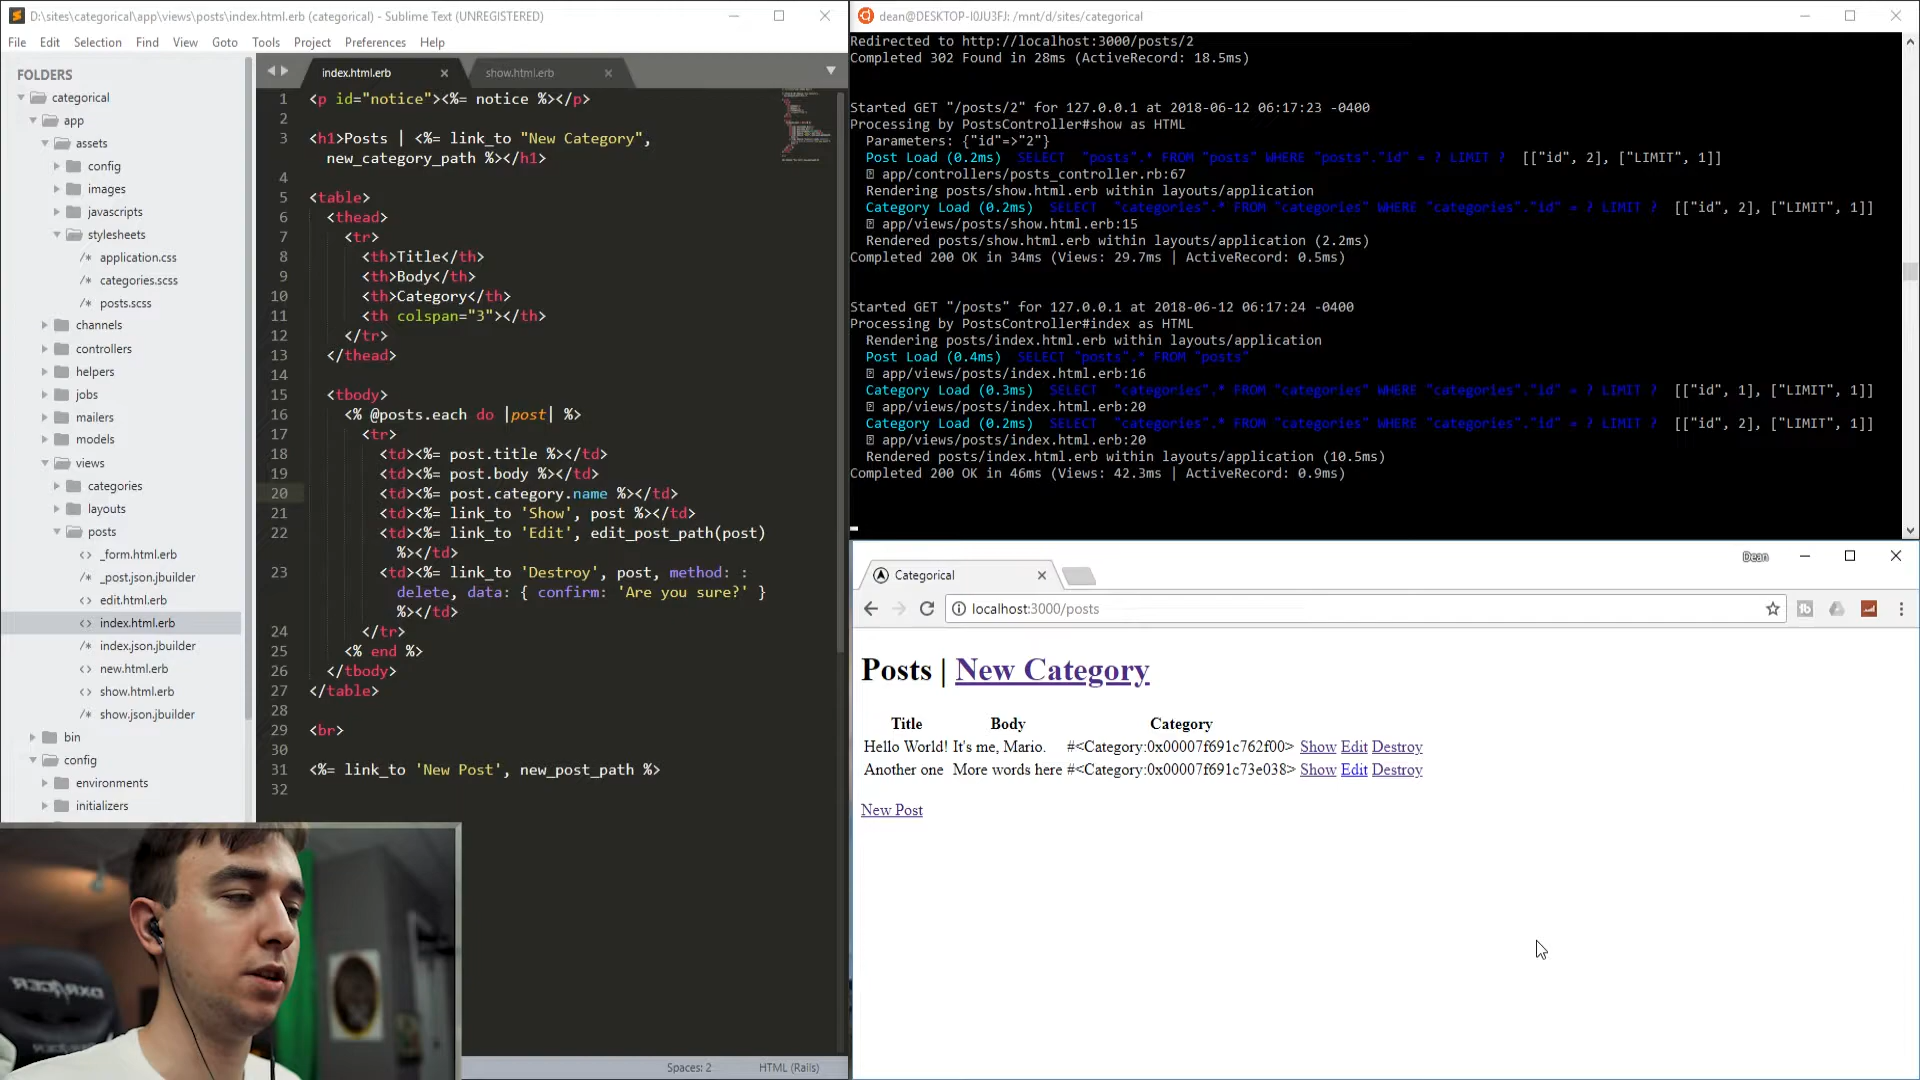 D:\sites\categorical\app\views\posts\index.html.erb (categorical) - Sublime Text (UNREGISTERED)
File Edit Selection Find View Goto Tools Project Preferences Help
FOLDERS
categorical
app
assets
config
images
javascripts
stylesheets
/* application.css
/* categories.scss
/* posts.scss
channels
controllers
helpers
jobs
mailers
models
views
categories
layouts
posts
<> _form.html.erb
/* _post.json.jbuilder
<> edit.html.erb
<> index.html.erb
/* index.json.jbuilder
<> new.html.erb
<> show.html.erb
/* show.json.jbuilder
bin
config
environments
initializers
index.html.erb show.html.erb
1 <p id="notice"><%= notice %></p>
2
3 <h1>Posts | <%= link_to "New Category",
new_category_path %></h1>
4
5 <table>
6 <thead>
7 <tr>
8 <th>Title</th>
9 <th>Body</th>
10 <th>Category</th>
11 <th colspan="3"></th>
12 </tr>
13 </thead>
14
15 <tbody>
16 <% @posts.each do |post| %>
17 <tr>
18 <td><%= post.title %></td>
19 <td><%= post.body %></td>
20 <td><%= post.category.name %></td>
21 <td><%= link_to 'Show', post %></td>
22 <td><%= link_to 'Edit', edit_post_path(post)
%></td>
23 <td><%= link_to 'Destroy', post, method: :
delete, data: { confirm: 'Are you sure?' }
%></td>
24 </tr>
25 <% end %>
26 </tbody>
27 </table>
28
29 <br>
30
31 <%= link_to 'New Post', new_post_path %>
32
Spaces: 2 HTML (Rails)
dean@DESKTOP-I0JU3FJ: /mnt/d/sites/categorical
Redirected to http://localhost:3000/posts/2
Completed 302 Found in 28ms (ActiveRecord: 18.5ms)
Started GET "/posts/2" for 127.0.0.1 at 2018-06-12 06:17:23 -0400
Processing by PostsController#show as HTML
Parameters: {"id"=>"2"}
Post Load (0.2ms) SELECT "posts".* FROM "posts" WHERE "posts"."id" = ? LIMIT ? [["id", 2], ["LIMIT", 1]]
app/controllers/posts_controller.rb:67
Rendering posts/show.html.erb within layouts/application
Category Load (0.2ms) SELECT "categories".* FROM "categories" WHERE "categories"."id" = ? LIMIT ? [["id", 2], ["LIMIT", 1]]
app/views/posts/show.html.erb:15
Rendered posts/show.html.erb within layouts/application (2.2ms)
Completed 200 OK in 34ms (Views: 29.7ms | ActiveRecord: 0.5ms)
Started GET "/posts" for 127.0.0.1 at 2018-06-12 06:17:24 -0400
Processing by PostsController#index as HTML
Rendering posts/index.html.erb within layouts/application
Post Load (0.4ms) SELECT "posts".* FROM "posts"
app/views/posts/index.html.erb:16
Category Load (0.3ms) SELECT "categories".* FROM "categories" WHERE "categories"."id" = ? LIMIT ? [["id", 1], ["LIMIT", 1]]
app/views/posts/index.html.erb:20
Category Load (0.2ms) SELECT "categories".* FROM "categories" WHERE "categories"."id" = ? LIMIT ? [["id", 2], ["LIMIT", 1]]
app/views/posts/index.html.erb:20
Rendered posts/index.html.erb within layouts/application (10.5ms)
Completed 200 OK in 46ms (Views: 42.3ms | ActiveRecord: 0.9ms)
Dean
Categorical
localhost:3000/posts
Posts | New Category
Title Body Category
Hello World! It's me, Mario. #<Category:0x00007f691c762f00> Show Edit Destroy
Another one More words here #<Category:0x00007f691c73e038> Show Edit Destroy
New Post
DXRACER